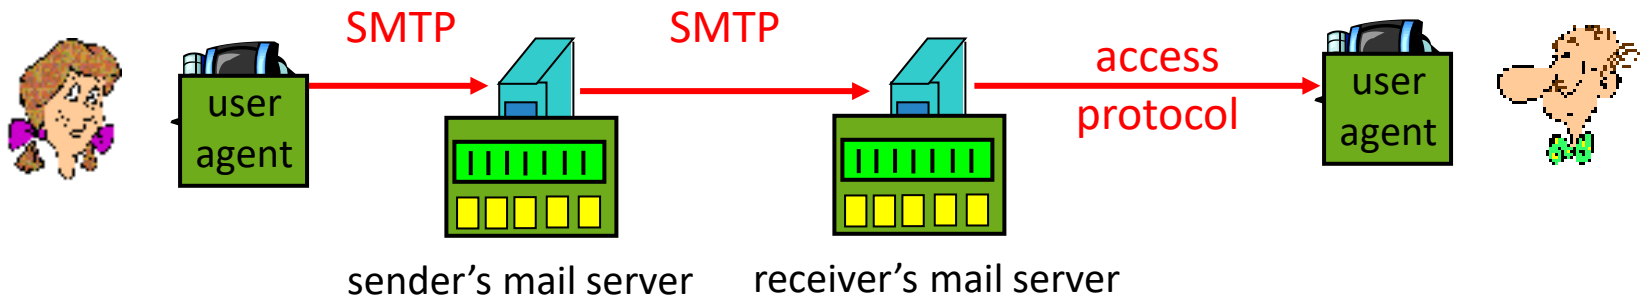 SMTP
SMTP
access
protocol
user
agent
user
agent
sender's mail server
receiver's mail server